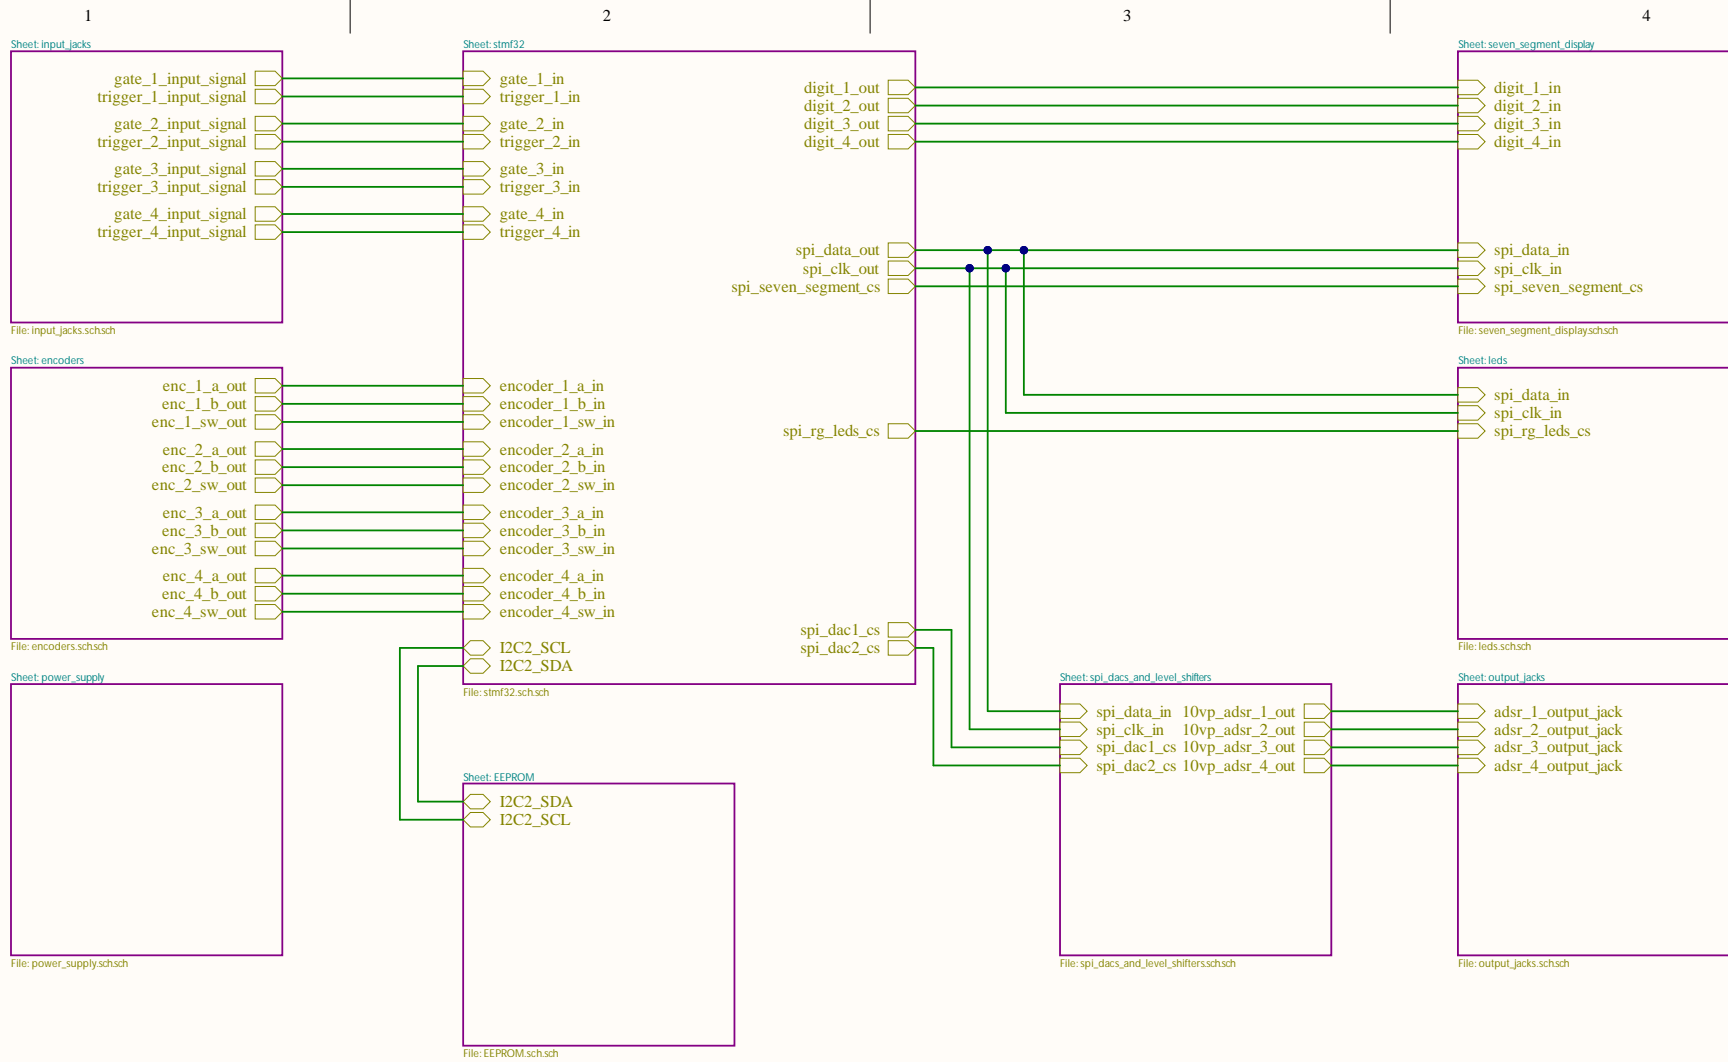 1
2
3
4
Sheet: input_jacks
gate_1_input_signal
trigger_1_input_signal
gate_2_input_signal
trigger_2_input_signal
gate_3_input_signal
trigger_3_input_signal
gate_4_input_signal
trigger_4_input_signal
File: input_jacks.sch.sch
Sheet: encoders
enc_1_a_out
enc_1_b_out
enc_1_sw_out
enc_2_a_out
enc_2_b_out
enc_2_sw_out
enc_3_a_out
enc_3_b_out
enc_3_sw_out
enc_4_a_out
enc_4_b_out
enc_4_sw_out
File: encoders.sch.sch
Sheet: power_supply
File: power_supply.sch.sch
Sheet: stmf32
gate_1_in
trigger_1_in
gate_2_in
trigger_2_in
gate_3_in
trigger_3_in
gate_4_in
trigger_4_in
encoder_1_a_in
encoder_1_b_in
encoder_1_sw_in
encoder_2_a_in
encoder_2_b_in
encoder_2_sw_in
encoder_3_a_in
encoder_3_b_in
encoder_3_sw_in
encoder_4_a_in
encoder_4_b_in
encoder_4_sw_in
I2C2_SCL
I2C2_SDA
digit_1_out
digit_2_out
digit_3_out
digit_4_out
spi_data_out
spi_clk_out
spi_seven_segment_cs
spi_rg_leds_cs
spi_dac1_cs
spi_dac2_cs
File: stmf32.sch.sch
Sheet: EEPROM
I2C2_SDA
I2C2_SCL
File: EEPROM.sch.sch
Sheet: spi_dacs_and_level_shifters
spi_data_in 10vp_adsr_1_out
spi_clk_in 10vp_adsr_2_out
spi_dac1_cs 10vp_adsr_3_out
spi_dac2_cs 10vp_adsr_4_out
File: spi_dacs_and_level_shifters.sch.sch
Sheet: seven_segment_display
digit_1_in
digit_2_in
digit_3_in
digit_4_in
spi_data_in
spi_clk_in
spi_seven_segment_cs
File: seven_segment_display.sch.sch
Sheet: leds
spi_data_in
spi_clk_in
spi_rg_leds_cs
File: leds.sch.sch
Sheet: output_jacks
adsr_1_output_jack
adsr_2_output_jack
adsr_3_output_jack
adsr_4_output_jack
File: output_jacks.sch.sch